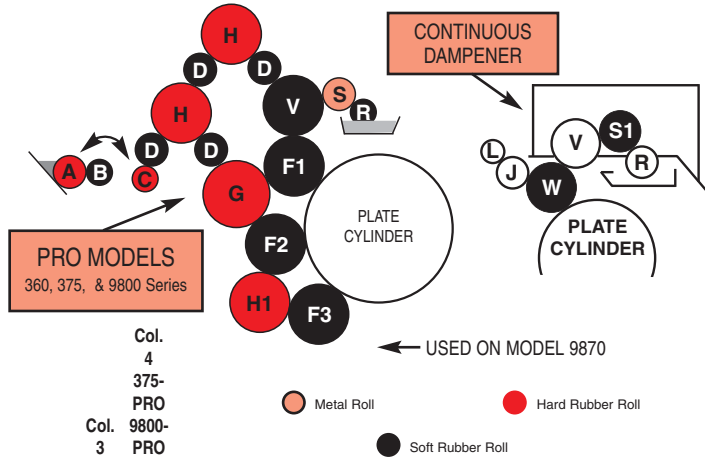 CONTINUOUS
DAMPENER
H
D
D
V
S
R
H
D
D
A
B
C
F1
G
PLATE
CYLINDER
F2
H1
F3
L
J
W
V
S1
R
PLATE
CYLINDER
PRO MODELS
360, 375, & 9800 Series
USED ON MODEL 9870
Col.
4
375-
PRO
Col. 9800-
3 PRO
Metal Roll
Hard Rubber Roll
Soft Rubber Roll